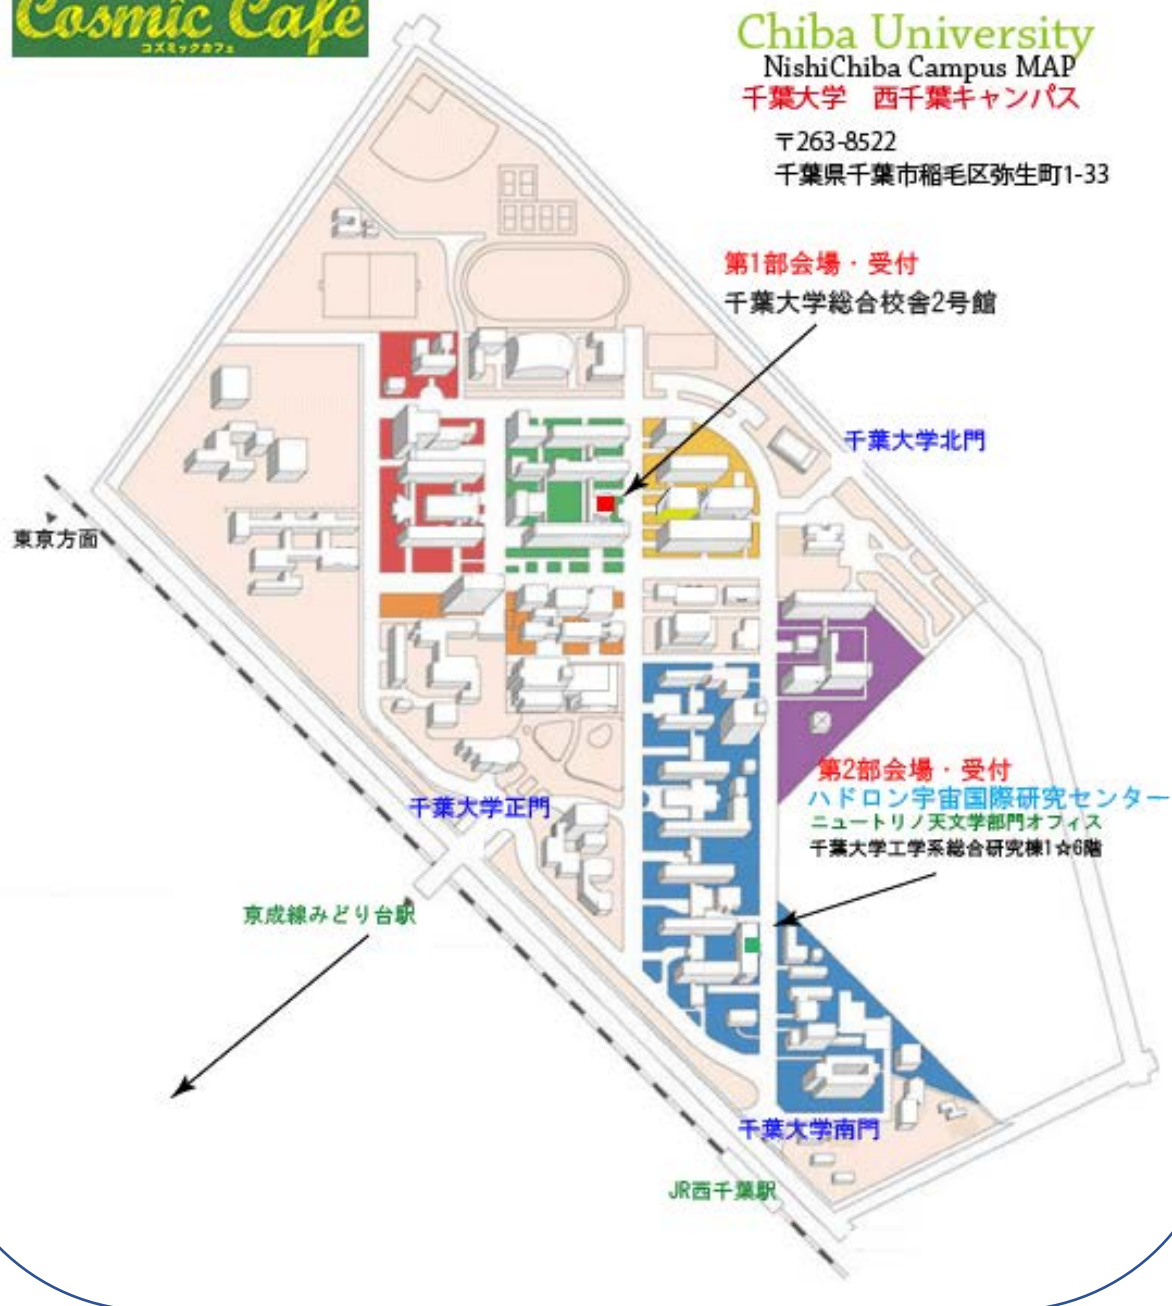 Cosmic Café
コズミックカフェ
Chiba University
NishiChiba Campus MAP
千葉大学　西千葉キャンパス
〒263-8522
千葉県千葉市稲毛区弥生町1-33
第1部会場・受付
千葉大学総合校舎2号館
千葉大学北門
東京方面
第2部会場・受付
ハドロン宇宙国際研究センター
ニュートリノ天文学部門オフィス
千葉大学工学系総合研究棟1☆6階
千葉大学正門
京成線みどり台駅
千葉大学南門
JR西千葉駅